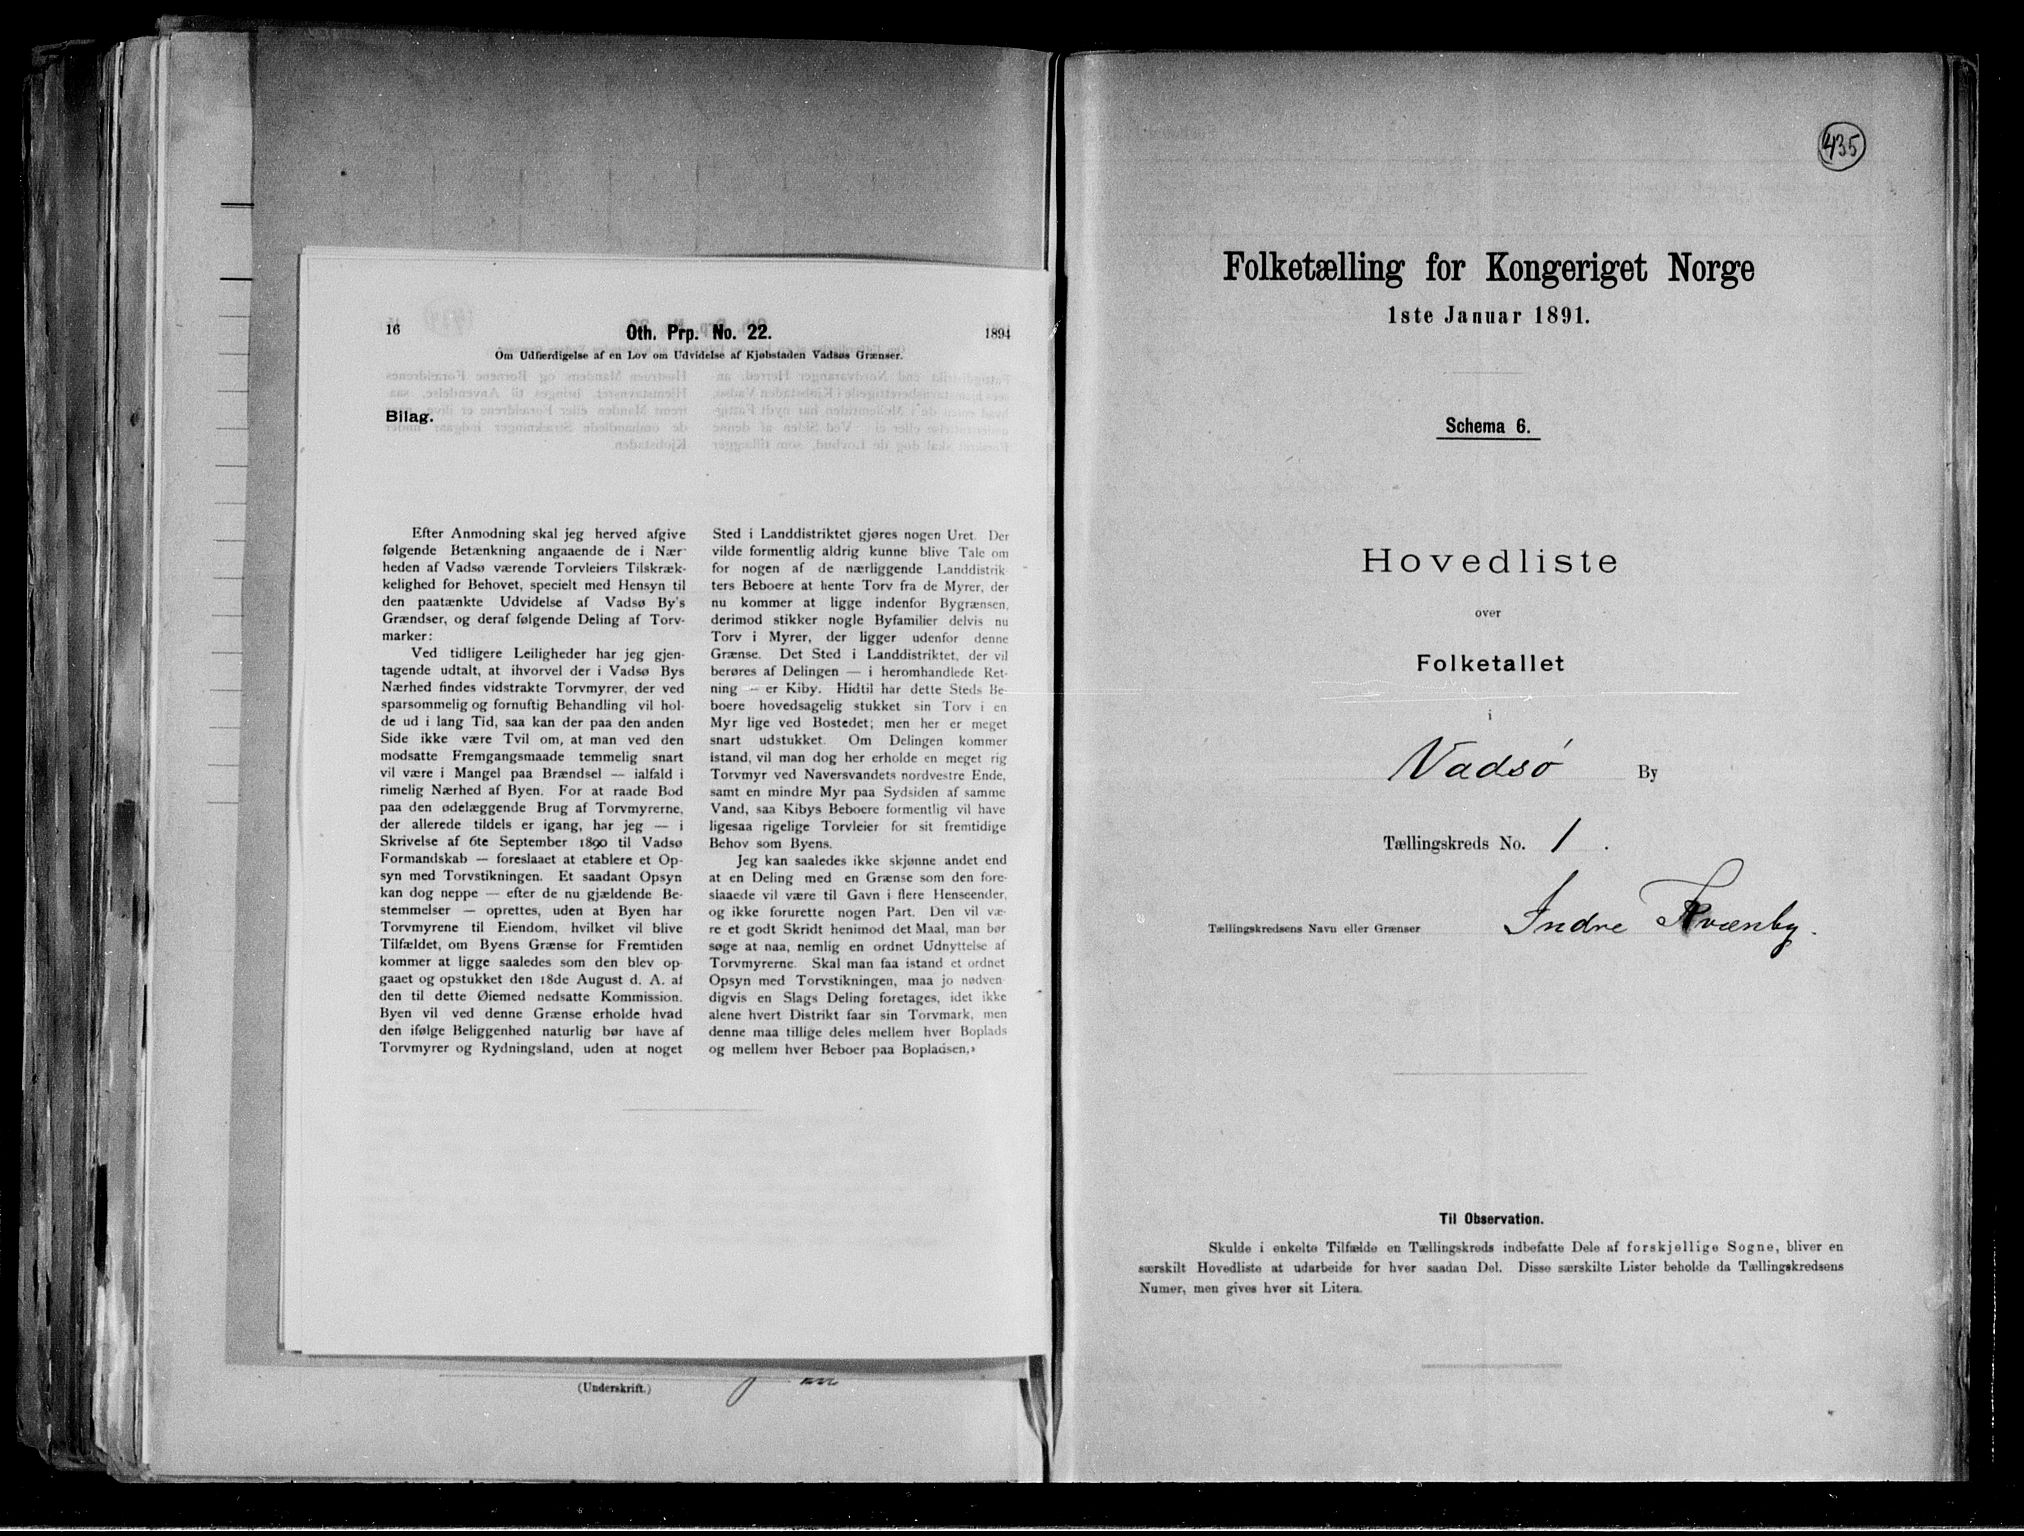 16
Oth. Prp. No. 22.
1894
Om Udfærdigelse af en Lov om Udvidelse af Kjøbstaden Vadsøs Grænser.
Bilag.
Efter Anmodning skal jeg herved afgive
følgende Betænkning angaaende de i Nær-
heden af Vadsø værende Torvleiers Tilskræk-
kelighed for Behovet, specielt med Hensyn til
den paatænkte Udvidelse af Vadsø By's
Grændser, og deraf følgende Deling af Torv-
marker:
Ved tidligere Leiligheder har jeg gjen-
tagende udtalt, at ihvorvel der i Vadsø Bys
Nærhed findes vidstrakte Torvmyrer, der ved
sparsommelig og fornuftig Behandling vil hol-
de ud i lang Tid, saa kan der paa den anden
Side ikke være Tvil om, at man ved den
modsatte Fremgangsmaade temmelig snart
vil være i Mangel paa Brændsel — ialfald i
rimelig Nærhed af Byen. For at raade Bod
paa den ødelæggende Brug af Torvmyrerne,
der allerede tildels er igang, har jeg — i
Skrivelse af 6te September 1890 til Vadsø
Formandskab — foreslaaet at etablere et Op-
syn med Torvstikningen. Et saadant Opsyn
kan dog neppe — efter de nu gjældende Be-
stemmelser — oprettes, uden at Byen har
Torvmyrene til Eiendom, hvilket vil blive
Tilfældet, om Byens Grænse for Fremtiden
kommer at ligge saaledes som den blev op-
gaaet og opstukket den 18de August d. A. af
den til dette Øiemed nedsatte Kommission.
Byen vil ved denne Grænse erholde hvad
den ifølge Beliggenhed naturlig bør have af
Torvmyrer og Rydningsland, uden at noget
Sted i Landdistriktet gjøres nogen Uret. Der
vilde formentlig aldrig kunne blive Tale om
for nogen af de nærliggende Landdistrik-
ters Beboere at hente Torv fra de Myrer, der
nu kommer at ligge indenfor Bygrænsen,
derimod stikker nogle Byfamilier delvis nu
Torv i Myrer, der ligger udenfor denne
Grænse. Det Sted i Landdistriktet, der vil
berøres af Delingen — i heromhandlede Ret-
ning — er Kiby. Hidtil har dette Steds Be-
boere hovedsagelig stukket sin Torv i en
Myr lige ved Bostedet; men her er meget
snart udstukket. Om Delingen kommer
istand, vil man dog her erholde en meget rig
Torvmyr ved Naversvandets nordvestre Ende,
samt en mindre Myr paa Sydsiden af samme
Vand, saa Kibys Beboere formentlig vil have
ligesaa rigelige Torvleier for sit fremtidige
Behov som Byens.
Jeg kan saaledes ikke skjønne andet end
at en Deling med en Grænse som den fore-
slaaede vil være til Gavn i flere Henseender,
og ikke forurette nogen Part. Den vil væ-
re et godt Skridt henimod det Maal, man bør
søge at naa, nemlig en ordnet Udnyttelse af
Torvmyrerne. Skal man faa istand et ordnet
Opsyn med Torvstikningen, maa jo nødven-
digvis en Slags Deling foretages, idet ikke
alene hvert Distrikt faar sin Torvmark, men
denne maa tillige deles mellem hver Boplads
og mellem hver Beboer paa Bopladsen,»
(Underskrift.)
435
Folketælling for Kongeriget Norge
1ste Januar 1891.
Schema 6.
Hovedliste
over
Folketallet
i
Vadsø By
Tællingskreds No. 1.
Tællingskredsens Navn eller Grænser Indre Kvænby.
Til Observation.
Skulde i enkelte Tilfælde en Tællingskreds indbefatte Dele af forskjellige Sogne, bliver en
særskilt Hovedliste at udarbeide for hver saadan Del. Disse særskilte Lister beholde da Tællingskredsens
Numer, men gives hver sit Litera.